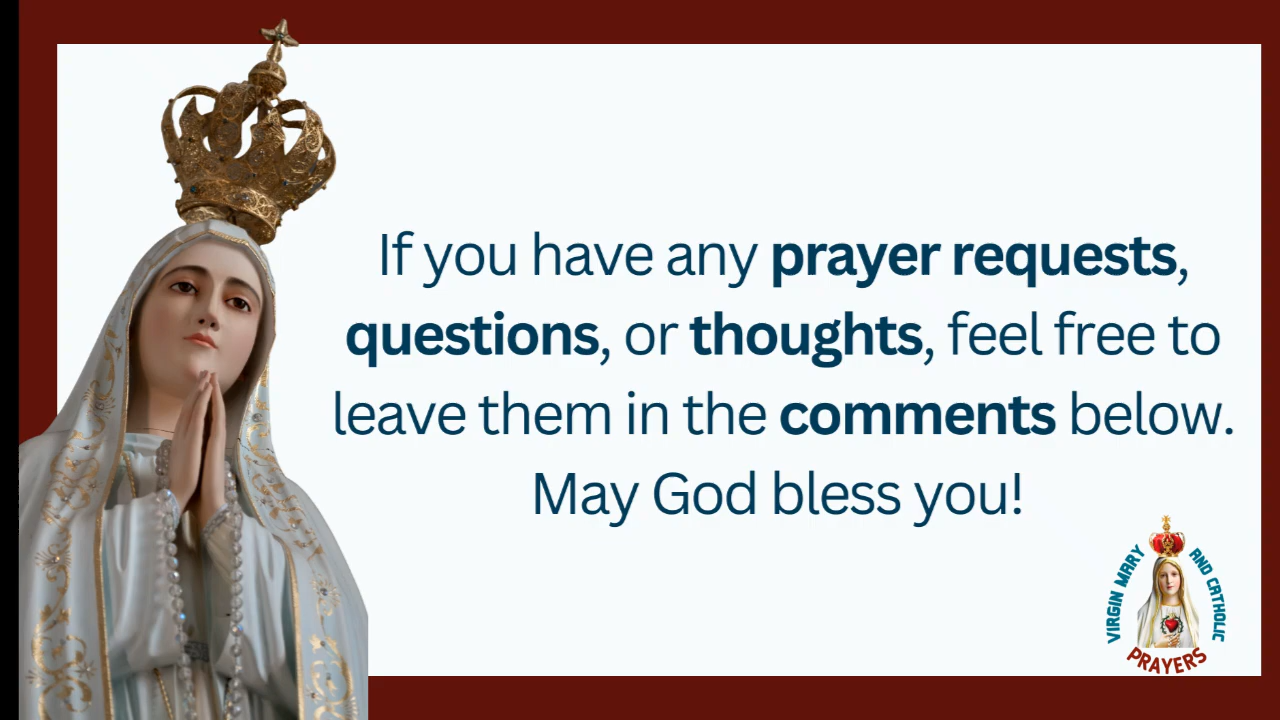 If you have any prayer requests,
questions, or thoughts, feel free to
leave them in the comments below.
May God bless you!
VIRGIN MARY
AND CATHOLIC
PRAYERS